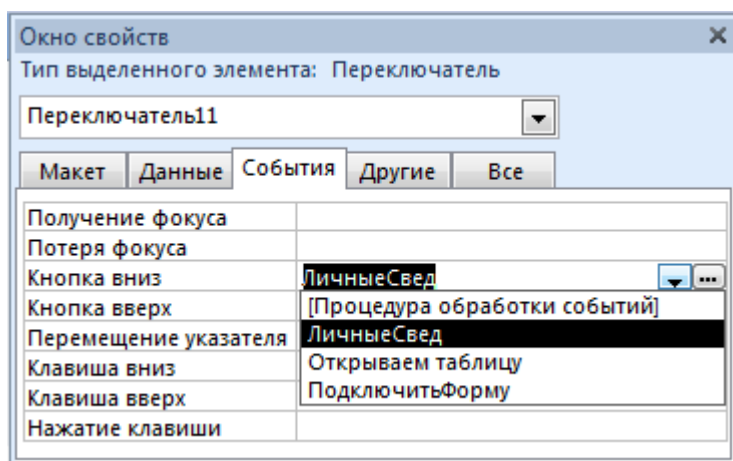 Окно свойств
Тип выделенного элемента: Переключатель
Переключатель11
Макет Данные События Другие Все
Получение фокуса
Потеря фокуса
Кнопка вниз ЛичныеСвед
Кнопка вверх [Процедура обработки событий]
Перемещение указателя ЛичныеСвед
Клавиша вниз Открываем таблицу
Клавиша вверх ПодключитьФорму
Нажатие клавиши